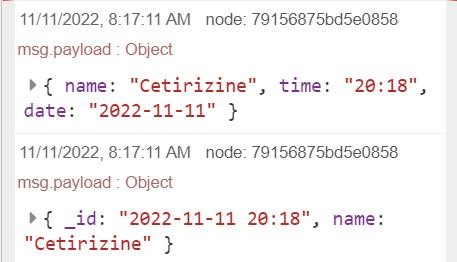 11/11/2022, 8:17:11 AM node: 79156875bd5e0858
msg.payload : Object
{ name: "Cetirizine", time: "20:18",
date: "2022-11-11" }
11/11/2022, 8:17:11 AM node: 79156875bd5e0858
msg.payload : Object
{ _id: "2022-11-11 20:18", name:
"Cetirizine" }